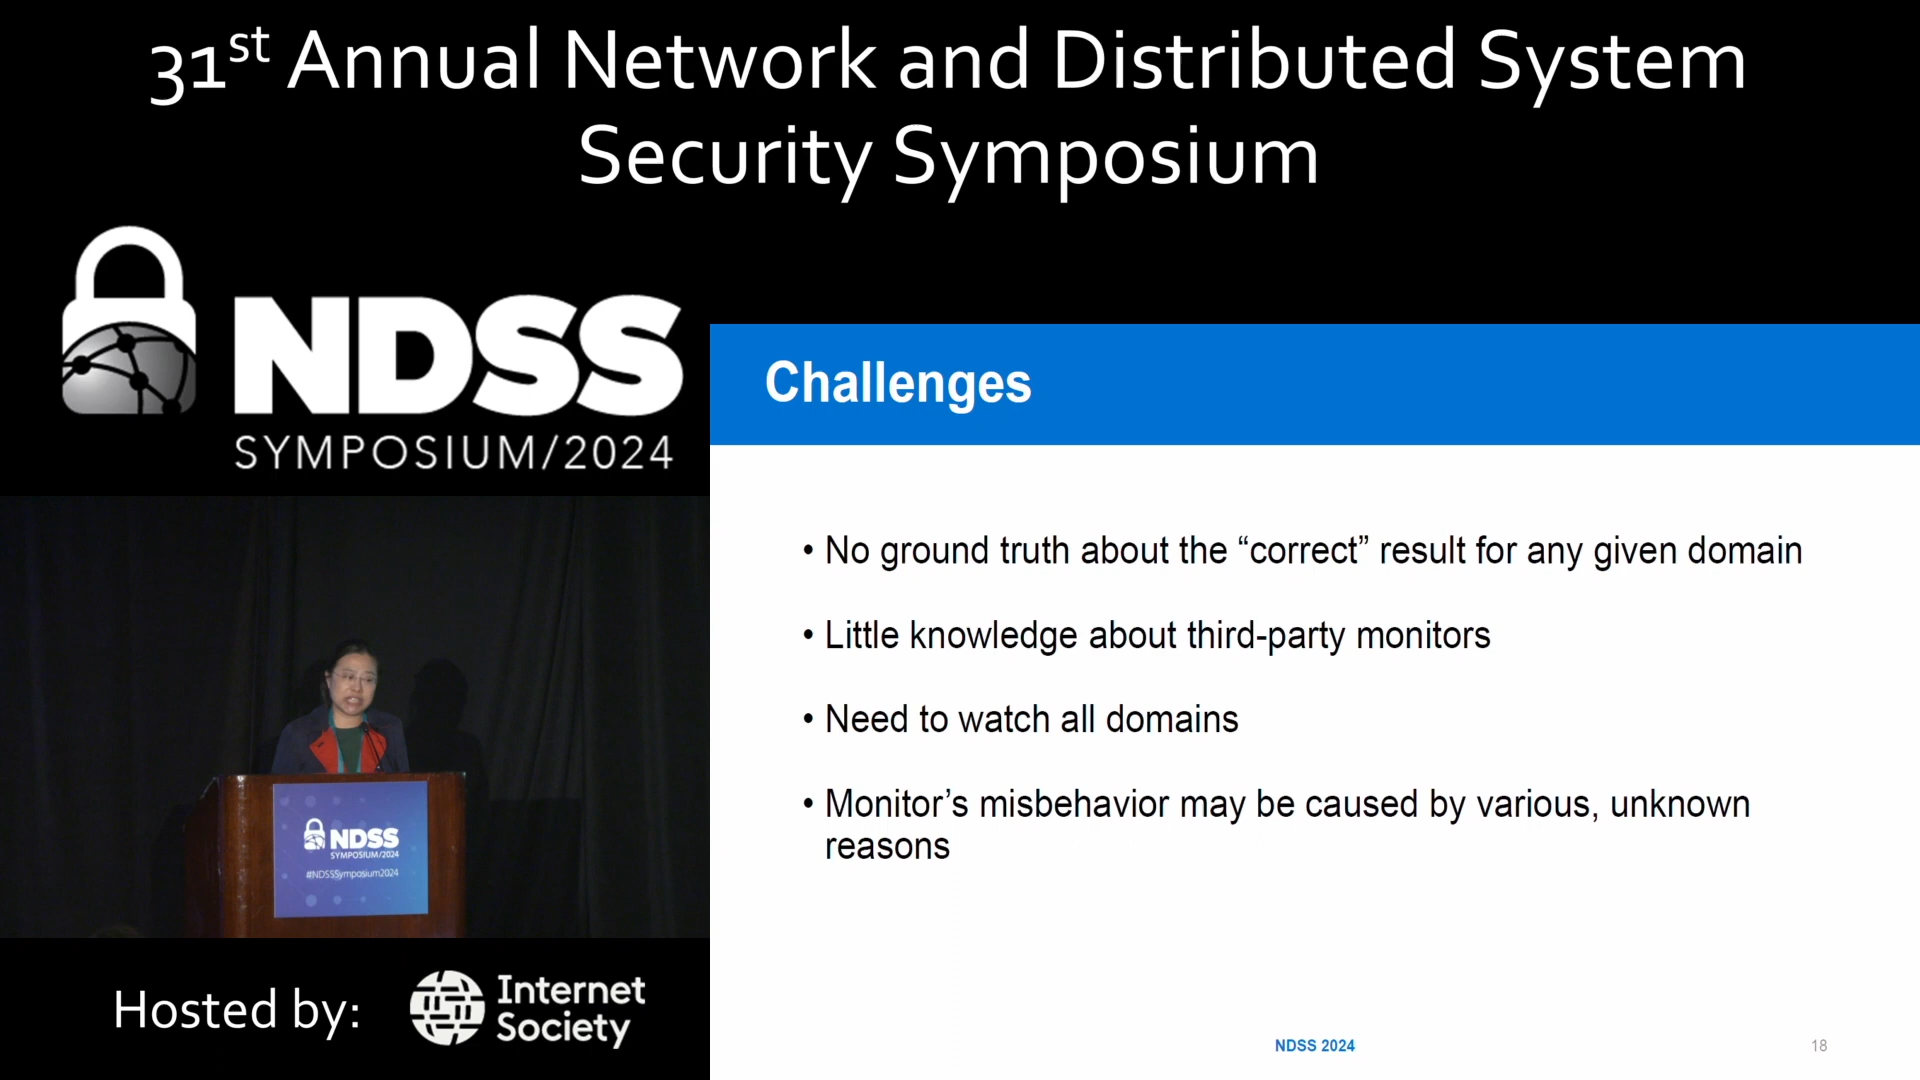 31st Annual Network and Distributed System
Security Symposium
NDSS
SYMPOSIUM/2024
Challenges
• No ground truth about the “correct” result for any given domain
• Little knowledge about third-party monitors
• Need to watch all domains
• Monitor’s misbehavior may be caused by various, unknown
reasons
NDSS
SYMPOSIUM/2024
#NDSSSymposium2024
Hosted by:
Internet
Society
NDSS 2024
18